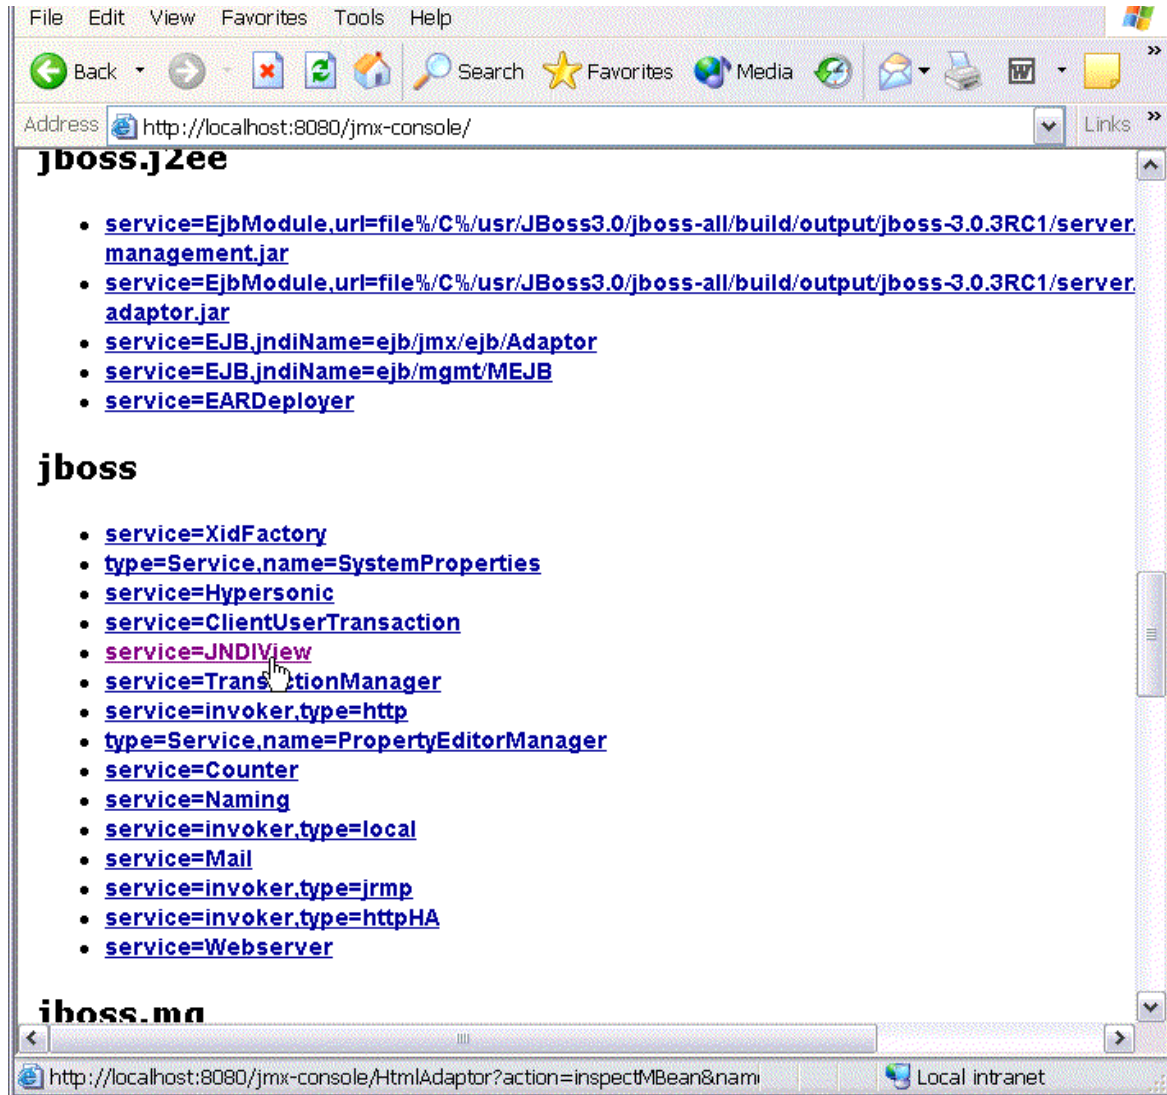 File Edit View Favorites Tools Help
Back Search Favorites Media
Address http://localhost:8080/jmx-console/ Links
jboss.j2ee
service=EjbModule,url=file%/C%/usr/JBoss3.0/jboss-all/build/output/jboss-3.0.3RC1/server.
management.jar
service=EjbModule,url=file%/C%/usr/JBoss3.0/jboss-all/build/output/jboss-3.0.3RC1/server.
adaptor.jar
service=EJB,jndiName=ejb/jmx/ejb/Adaptor
service=EJB,jndiName=ejb/mgmt/MEJB
service=EARDeployer
jboss
service=XidFactory
type=Service,name=SystemProperties
service=Hypersonic
service=ClientUserTransaction
service=JNDIView
service=TransactionManager
service=invoker,type=http
type=Service,name=PropertyEditorManager
service=Counter
service=Naming
service=invoker,type=local
service=Mail
service=invoker,type=jrmp
service=invoker,type=httpHA
service=Webserver
jboss.mq
http://localhost:8080/jmx-console/HtmlAdaptor?action=inspectMBean&nam Local intranet